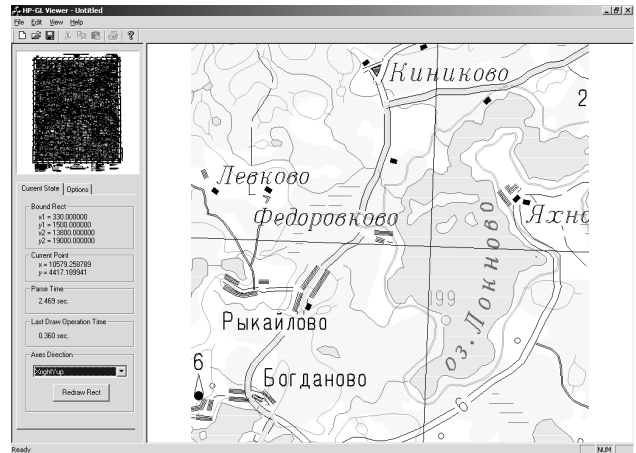 HP-GL Viewer - Untitled
File Edit View Help
Current State Options
Bound Rect
x1 = 330.000000
y1 = 1500.000000
x2 = 13800.000000
y2 = 19000.000000
Current Point
x = 10579.258789
y = 4417.189941
Parse Time
2.469 sec.
Last Draw Operation Time
0.360 sec.
Axes Direction
XrightYup
Redraw Rect
Киниково
2
Левково
Федоровково
Яхно
199
оз. Локново
Рыкайлово
6
Богданово
6
Ready
NUM